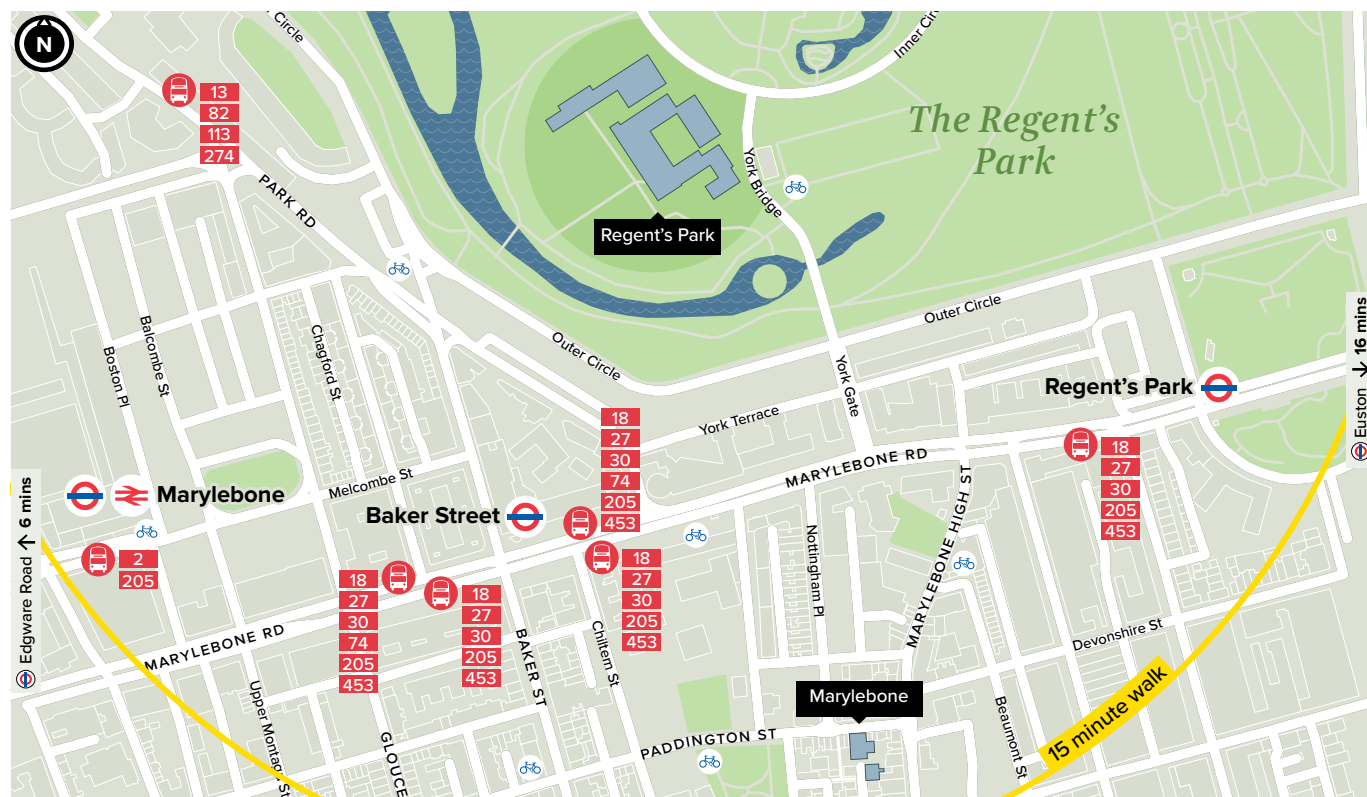 N
er Circle
Inner Circ
13
82
113
274
The Regent's
Park
PARK RD
York Bridge
Regent's Park
Outer Circle
Outer Circle
Balcombe St
Boston Pl
Chagford St
York Gate
York Terrace
Regent's Park
Euston → 16 mins
18
27
30
74
205
453
MARYLEBONE RD
18
27
30
205
453
Melcombe St
Marylebone
Baker Street
Edgware Road → 6 mins
2
205
18
27
30
74
205
453
18
27
30
205
453
18
27
30
205
453
Nottingham Pl
MARYLEBONE HIGH ST
MARYLEBONE RD
BAKER ST
Chiltern St
Devonshire St
Upper Montagu St
GLOUCE
PADDINGTON ST
Marylebone
Beaumont St
15 minute walk